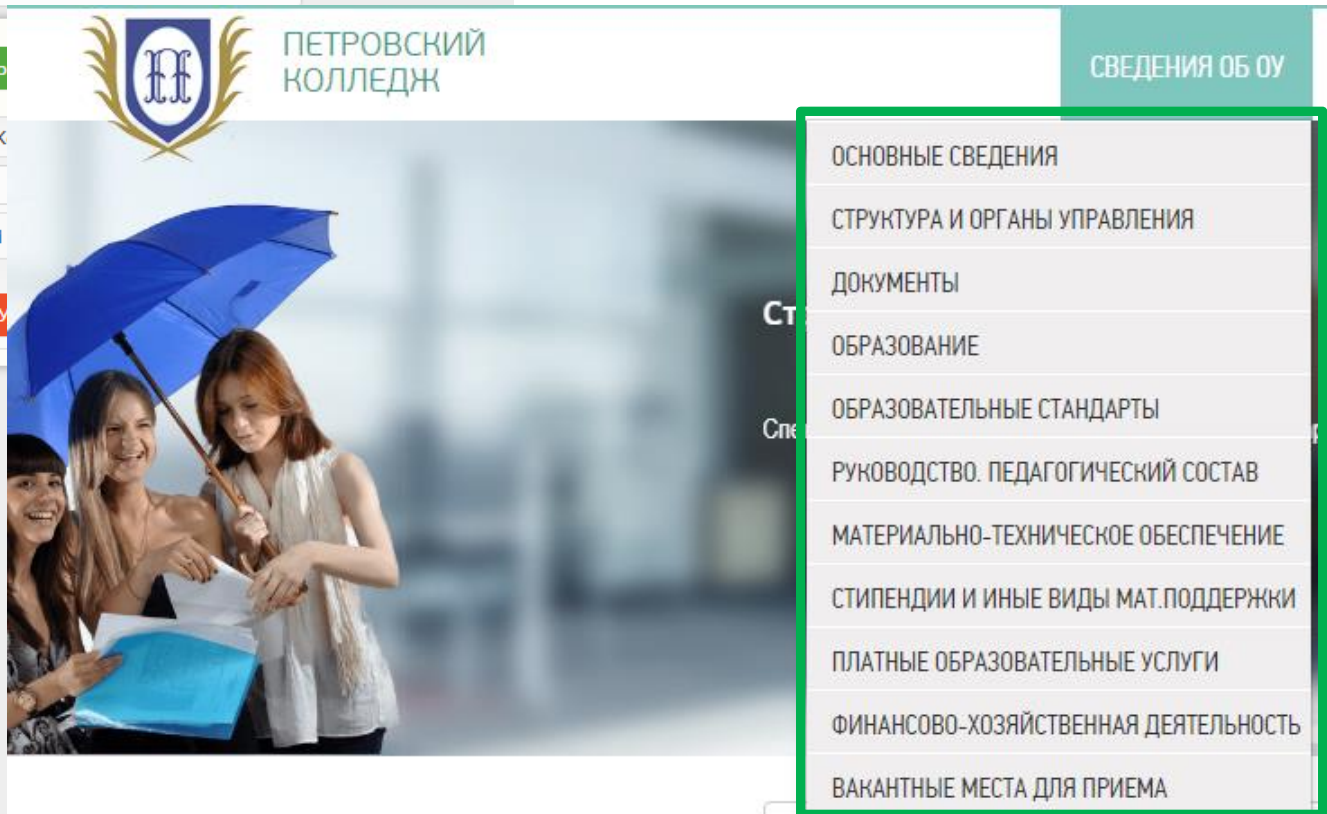 ПЕТРОВСКИЙ
КОЛЛЕДЖ
СВЕДЕНИЯ ОБ ОУ
ОСНОВНЫЕ СВЕДЕНИЯ
СТРУКТУРА И ОРГАНЫ УПРАВЛЕНИЯ
ДОКУМЕНТЫ
ОБРАЗОВАНИЕ
ОБРАЗОВАТЕЛЬНЫЕ СТАНДАРТЫ
РУКОВОДСТВО. ПЕДАГОГИЧЕСКИЙ СОСТАВ
МАТЕРИАЛЬНО-ТЕХНИЧЕСКОЕ ОБЕСПЕЧЕНИЕ
СТИПЕНДИИ И ИНЫЕ ВИДЫ МАТ.ПОДДЕРЖКИ
ПЛАТНЫЕ ОБРАЗОВАТЕЛЬНЫЕ УСЛУГИ
ФИНАНСОВО-ХОЗЯЙСТВЕННАЯ ДЕЯТЕЛЬНОСТЬ
ВАКАНТНЫЕ МЕСТА ДЛЯ ПРИЕМА